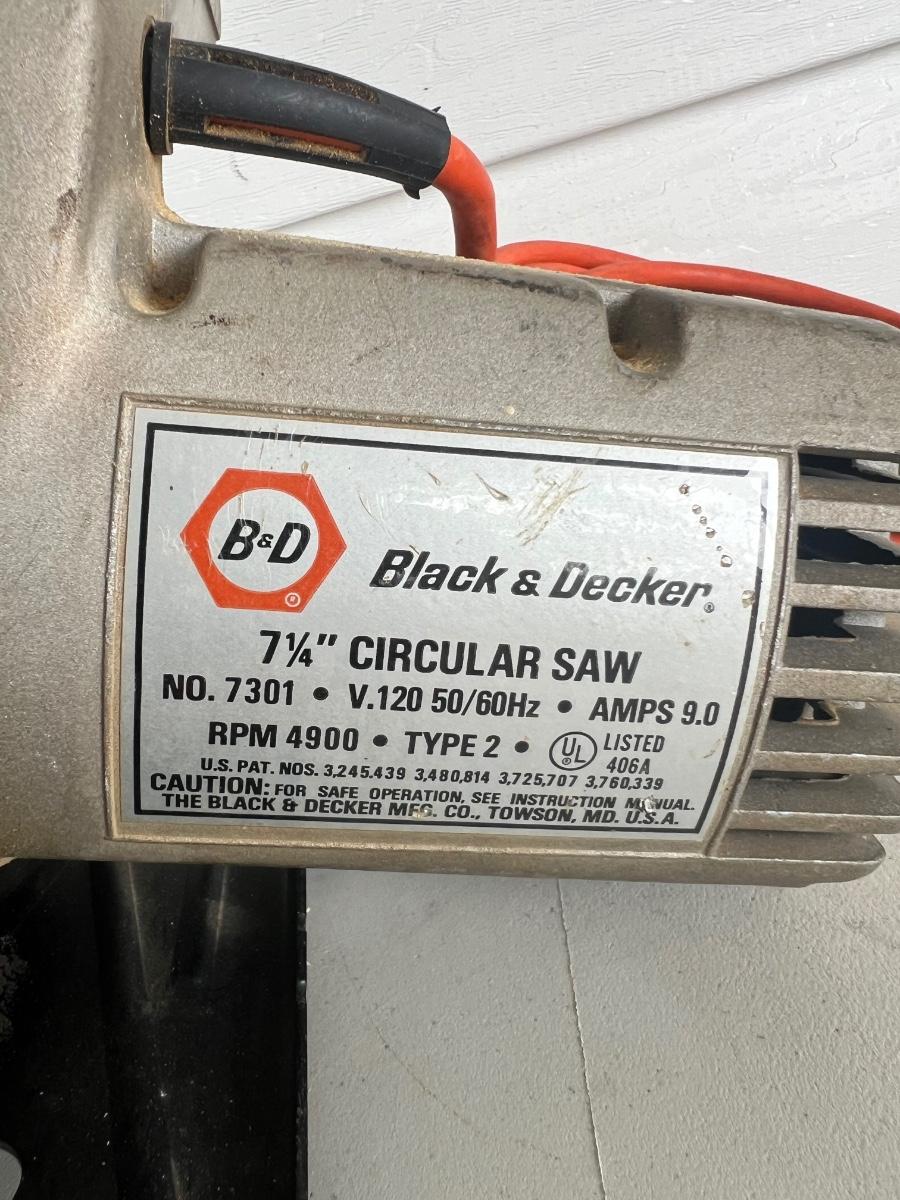 B&D
®
Black & Decker®
7¼" CIRCULAR SAW
NO. 7301 • V.120 50/60Hz • AMPS 9.0
RPM 4900 • TYPE 2 • UL® LISTED 406A
U.S. PAT. NOS. 3,245,439 3,480,814 3,725,707 3,760,339
CAUTION: FOR SAFE OPERATION, SEE INSTRUCTION MANUAL.
THE BLACK & DECKER MFG. CO., TOWSON, MD. U.S.A.